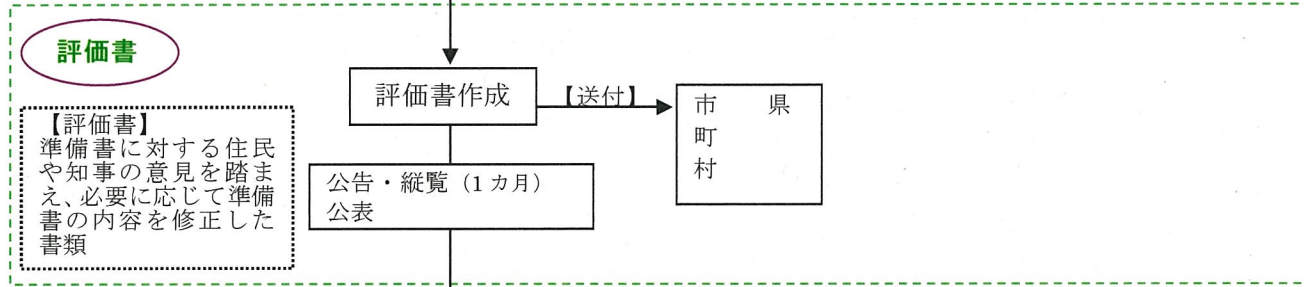 評価書
評価書作成
【送付】
市　　県
町
村
【評価書】
準備書に対する住民
や知事の意見を踏ま
え、必要に応じて準備
書の内容を修正した
書類
公告・縦覧（1カ月）
公表